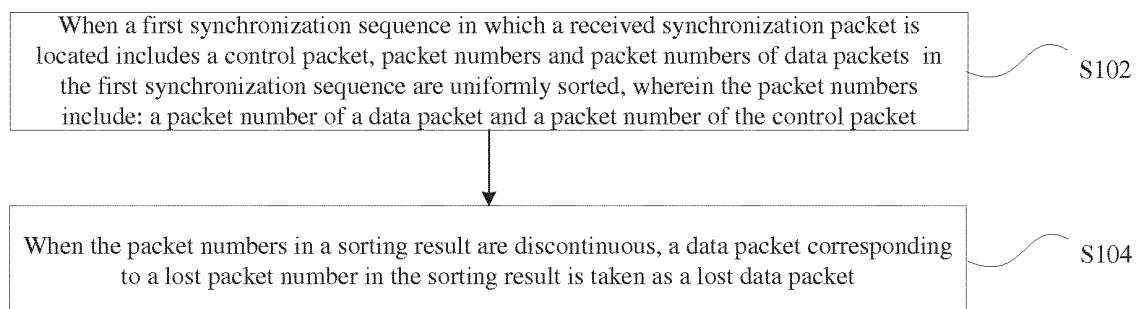 When a first synchronization sequence in which a received synchronization packet is
located includes a control packet, packet numbers and packet numbers of data packets in
the first synchronization sequence are uniformly sorted, wherein the packet numbers
include: a packet number of a data packet and a packet number of the control packet
S102
When the packet numbers in a sorting result are discontinuous, a data packet corresponding
to a lost packet number in the sorting result is taken as a lost data packet
S104